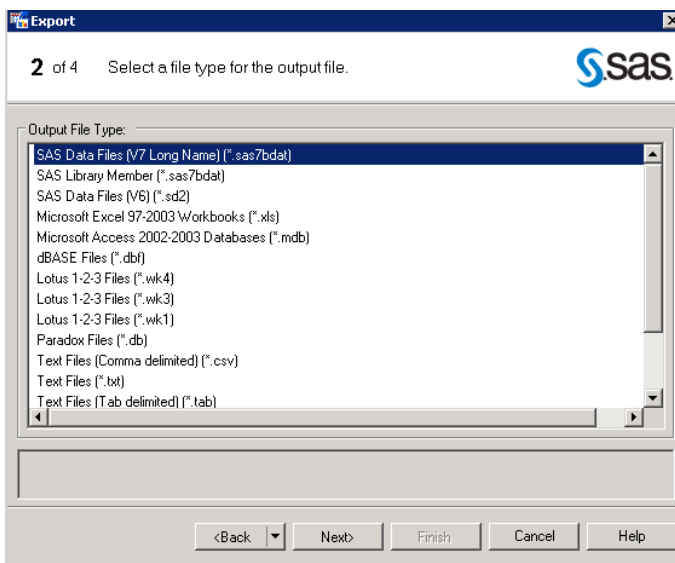 Export
2 of 4 Select a file type for the output file.
sas
Output File Type:
SAS Data Files (V7 Long Name) (*.sas7bdat)
SAS Library Member (*.sas7bdat)
SAS Data Files (V6) (*.sd2)
Microsoft Excel 97-2003 Workbooks (*.xls)
Microsoft Access 2002-2003 Databases (*.mdb)
dBASE Files (*.dbf)
Lotus 1-2-3 Files (*.wk4)
Lotus 1-2-3 Files (*.wk3)
Lotus 1-2-3 Files (*.wk1)
Paradox Files (*.db)
Text Files (Comma delimited) (*.csv)
Text Files (*.txt)
Text Files (Tab delimited) (*.tab)
<Back Next> Finish Cancel Help